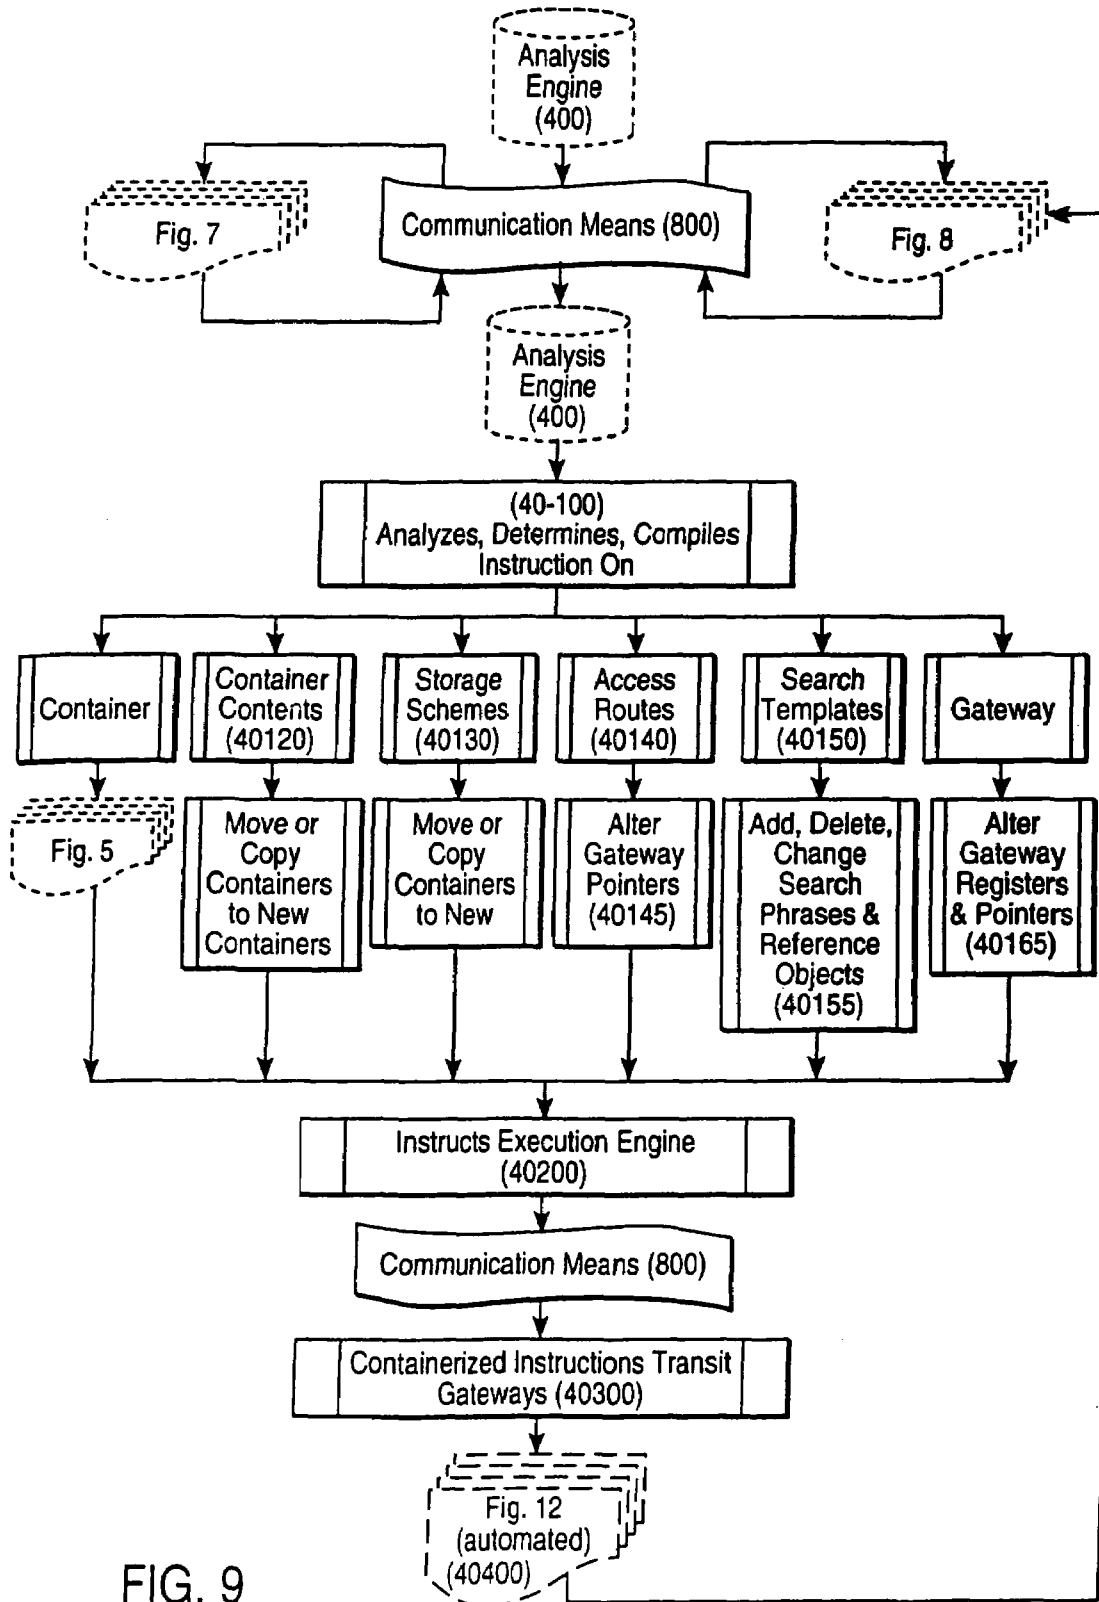 Analysis
Engine
(400)
Fig. 7
Communication Means (800)
Fig. 8
Analysis
Engine
(400)
(40-100)
Analyzes, Determines, Compiles
Instruction On
Container
Container
Contents
(40120)
Storage
Schemes
(40130)
Access
Routes
(40140)
Search
Templates
(40150)
Gateway
Fig. 5
Move or
Copy
Containers
to New
Containers
Move or
Copy
Containers
to New
Alter
Gateway
Pointers
(40145)
Add, Delete,
Change
Search
Phrases &
Reference
Objects
(40155)
Alter
Gateway
Registers
& Pointers
(40165)
Instructs Execution Engine
(40200)
Communication Means (800)
Containerized Instructions Transit
Gateways (40300)
Fig. 12
(automated)
(40400)
FIG. 9